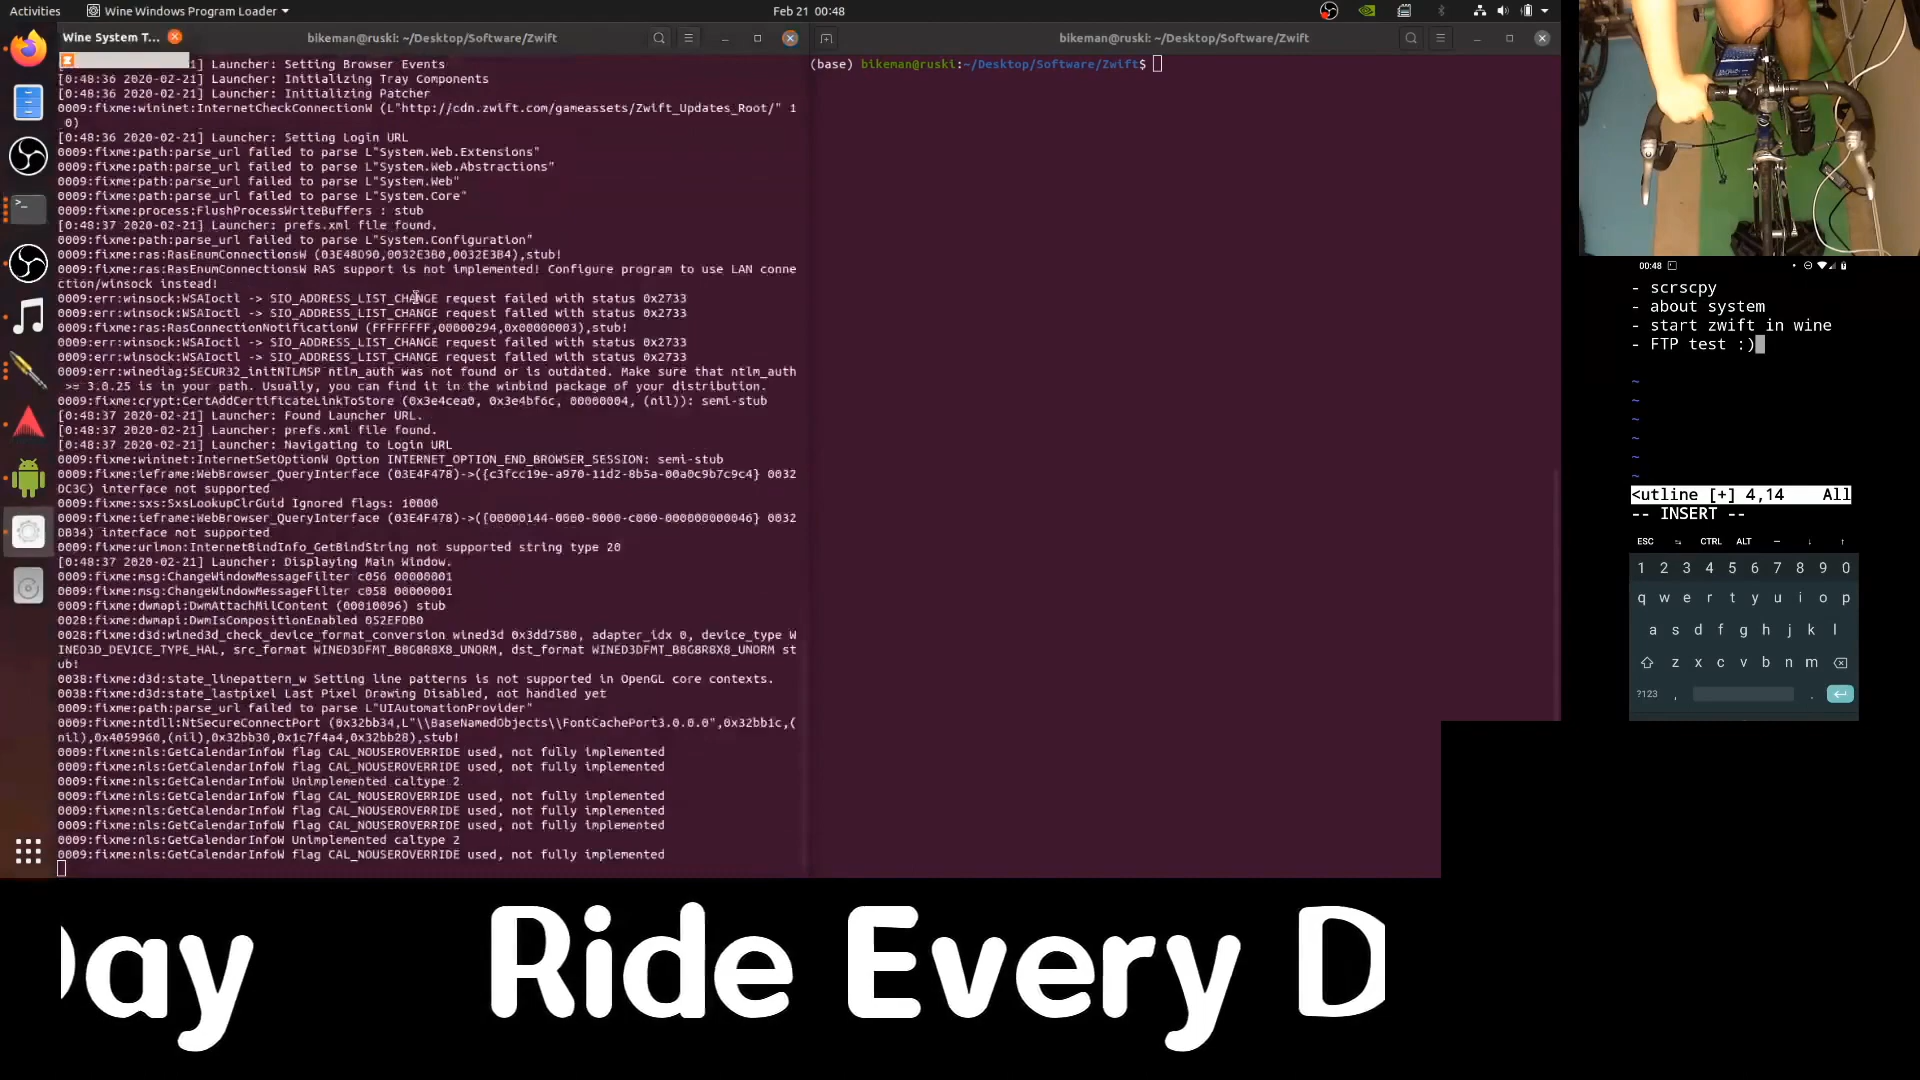 Activities
Wine Windows Program Loader
Feb 21 00:48
Wine System T...
bikeman@ruski: ~/Desktop/Software/Zwift
1] Launcher: Setting Browser Events
[0:48:36 2020-02-21] Launcher: Initializing Tray Components
[0:48:36 2020-02-21] Launcher: Initializing Patcher
0009:fixme:wininet:InternetCheckConnectionW (L"http://cdn.zwift.com/gameassets/Zwift_Updates_Root/" 1
0)
[0:48:36 2020-02-21] Launcher: Setting Login URL
0009:fixme:path:parse_url failed to parse L"System.Web.Extensions"
0009:fixme:path:parse_url failed to parse L"System.Web.Abstractions"
0009:fixme:path:parse_url failed to parse L"System.Web"
0009:fixme:path:parse_url failed to parse L"System.Core"
0009:fixme:process:FlushProcessWriteBuffers : stub
[0:48:37 2020-02-21] Launcher: prefs.xml file found.
0009:fixme:path:parse_url failed to parse L"System.Configuration"
0009:fixme:ras:RasEnumConnectionsW (03E48D90,0032E3B0,0032E3B4),stub!
0009:fixme:ras:RasEnumConnectionsW RAS support is not implemented! Configure program to use LAN conne
ction/winsock instead!
0009:err:winsock:WSAIoctl -> SIO_ADDRESS_LIST_CHANGE request failed with status 0x2733
0009:err:winsock:WSAIoctl -> SIO_ADDRESS_LIST_CHANGE request failed with status 0x2733
0009:fixme:ras:RasConnectionNotificationW (FFFFFFFF,00000294,0x00000003),stub!
0009:err:winsock:WSAIoctl -> SIO_ADDRESS_LIST_CHANGE request failed with status 0x2733
0009:err:winsock:WSAIoctl -> SIO_ADDRESS_LIST_CHANGE request failed with status 0x2733
0009:err:winediag:SECUR32_initNTLMSP ntlm_auth was not found or is outdated. Make sure that ntlm_auth
>= 3.0.25 is in your path. Usually, you can find it in the winbind package of your distribution.
0009:fixme:crypt:CertAddCertificateLinkToStore (0x3e4cea0, 0x3e4bf6c, 00000004, (nil)): semi-stub
[0:48:37 2020-02-21] Launcher: Found Launcher URL.
[0:48:37 2020-02-21] Launcher: prefs.xml file found.
[0:48:37 2020-02-21] Launcher: Navigating to Login URL
0009:fixme:wininet:InternetSetOptionW Option INTERNET_OPTION_END_BROWSER_SESSION: semi-stub
0009:fixme:ieframe:WebBrowser_QueryInterface (03E4F478)->({c3fcc19e-a970-11d2-8b5a-00a0c9b7c9c4} 0032
DC3C) interface not supported
0009:fixme:sxs:SxsLookupClrGuid Ignored flags: 10000
0009:fixme:ieframe:WebBrowser_QueryInterface (03E4F478)->({00000144-0000-0000-c000-000000000046} 0032
DB34) interface not supported
0009:fixme:urlmon:InternetBindInfo_GetBindString not supported string type 20
[0:48:37 2020-02-21] Launcher: Displaying Main Window.
0009:fixme:msg:ChangeWindowMessageFilter c056 00000001
0009:fixme:msg:ChangeWindowMessageFilter c058 00000001
0009:fixme:dwmapi:DwmAttachMilContent (00010096) stub
0028:fixme:dwmapi:DwmIsCompositionEnabled 052EFDB0
0028:fixme:d3d:wined3d_check_device_format_conversion wined3d 0x3dd7580, adapter_idx 0, device_type W
INED3D_DEVICE_TYPE_HAL, src_format WINED3DFMT_B8G8R8X8_UNORM, dst_format WINED3DFMT_B8G8R8X8_UNORM st
ub!
0038:fixme:d3d:state_linepattern_w Setting line patterns is not supported in OpenGL core contexts.
0038:fixme:d3d:state_lastpixel Last Pixel Drawing Disabled, not handled yet
0009:fixme:path:parse_url failed to parse L"UIAutomationProvider"
0009:fixme:ntdll:NtSecureConnectPort (0x32bb34,L"\\BaseNamedObjects\\FontCachePort3.0.0.0",0x32bb1c,(
nil),0x4059960,(nil),0x32bb30,0x1c7f4a4,0x32bb28),stub!
0009:fixme:nls:GetCalendarInfoW flag CAL_NOUSEROVERRIDE used, not fully implemented
0009:fixme:nls:GetCalendarInfoW flag CAL_NOUSEROVERRIDE used, not fully implemented
0009:fixme:nls:GetCalendarInfoW Unimplemented caltype 2
0009:fixme:nls:GetCalendarInfoW flag CAL_NOUSEROVERRIDE used, not fully implemented
0009:fixme:nls:GetCalendarInfoW flag CAL_NOUSEROVERRIDE used, not fully implemented
0009:fixme:nls:GetCalendarInfoW flag CAL_NOUSEROVERRIDE used, not fully implemented
0009:fixme:nls:GetCalendarInfoW Unimplemented caltype 2
0009:fixme:nls:GetCalendarInfoW flag CAL_NOUSEROVERRIDE used, not fully implemented
bikeman@ruski: ~/Desktop/Software/Zwift
(base) bikeman@ruski:~/Desktop/Software/Zwift$
00:48
- scrscpy
- about system
- start zwift in wine
- FTP test :)
~
~
~
~
~
~
<utline [+] 4,14 All
-- INSERT --
ESC CTRL ALT — ↓ ↑
1 2 3 4 5 6 7 8 9 0
q w e r t y u i o p
a s d f g h j k l
z x c v b n m
?123 , .
Day Ride Every D